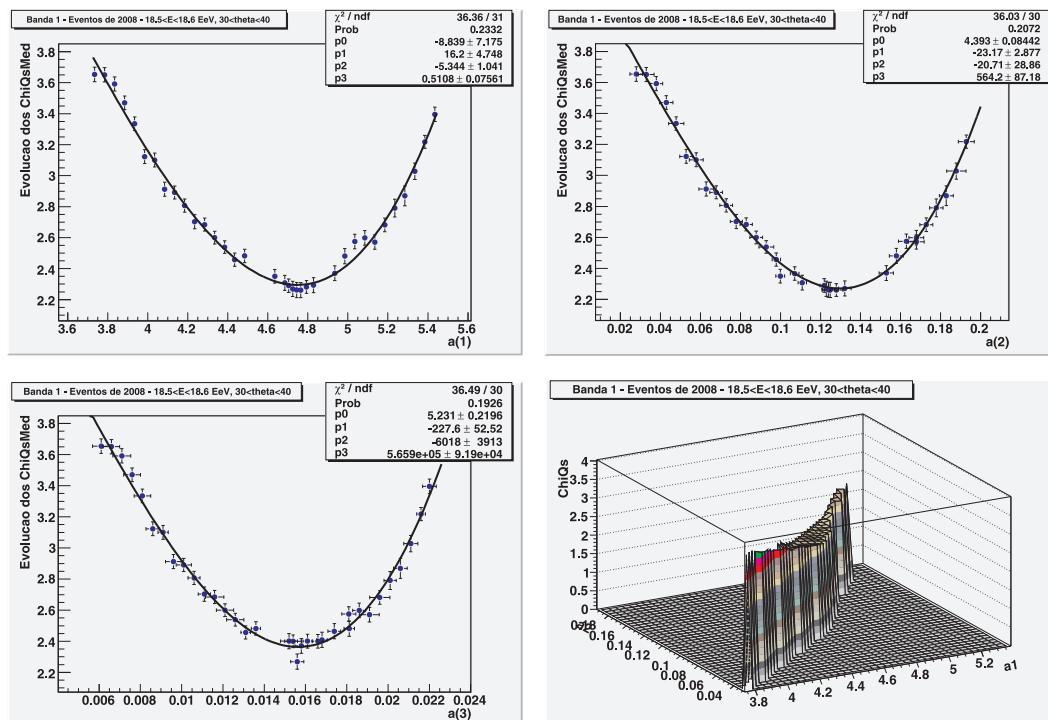 Banda 1 - Eventos de 2008 - 18.5<E<18.6 EeV, 30<theta<40
χ² / ndf 36.36 / 31
Prob 0.2332
p0 -8.839 ± 7.175
p1 16.2 ± 4.748
p2 -5.344 ± 1.041
p3 0.5108 ± 0.07561
Evolucao dos ChiQsMed
3.8
3.6
3.4
3.2
3
2.8
2.6
2.4
2.2
3.6 3.8 4 4.2 4.4 4.6 4.8 5 5.2 5.4 5.6
a(1)
Banda 1 - Eventos de 2008 - 18.5<E<18.6 EeV, 30<theta<40
χ² / ndf 36.03 / 30
Prob 0.2072
p0 4.393 ± 0.08442
p1 -23.17 ± 2.877
p2 -20.71 ± 28.86
p3 564.2 ± 87.18
Evolucao dos ChiQsMed
3.8
3.6
3.4
3.2
3
2.8
2.6
2.4
2.2
0.02 0.04 0.06 0.08 0.1 0.12 0.14 0.16 0.18 0.2
a(2)
Banda 1 - Eventos de 2008 - 18.5<E<18.6 EeV, 30<theta<40
χ² / ndf 36.49 / 30
Prob 0.1926
p0 5.231 ± 0.2196
p1 -227.6 ± 52.52
p2 -6018 ± 3913
p3 5.659e+05 ± 9.19e+04
Evolucao dos ChiQsMed
3.8
3.6
3.4
3.2
3
2.8
2.6
2.4
2.2
0.006 0.008 0.01 0.012 0.014 0.016 0.018 0.02 0.022 0.024
a(3)
Banda 1 - Eventos de 2008 - 18.5<E<18.6 EeV, 30<theta<40
ChiQs
4
3.5
3
2.5
2
1.5
1
0.5
0
0.18 0.16 0.14 0.12 0.1 0.08 0.06 0.04
3.8 4 4.2 4.4 4.6 4.8 5 5.2
a1